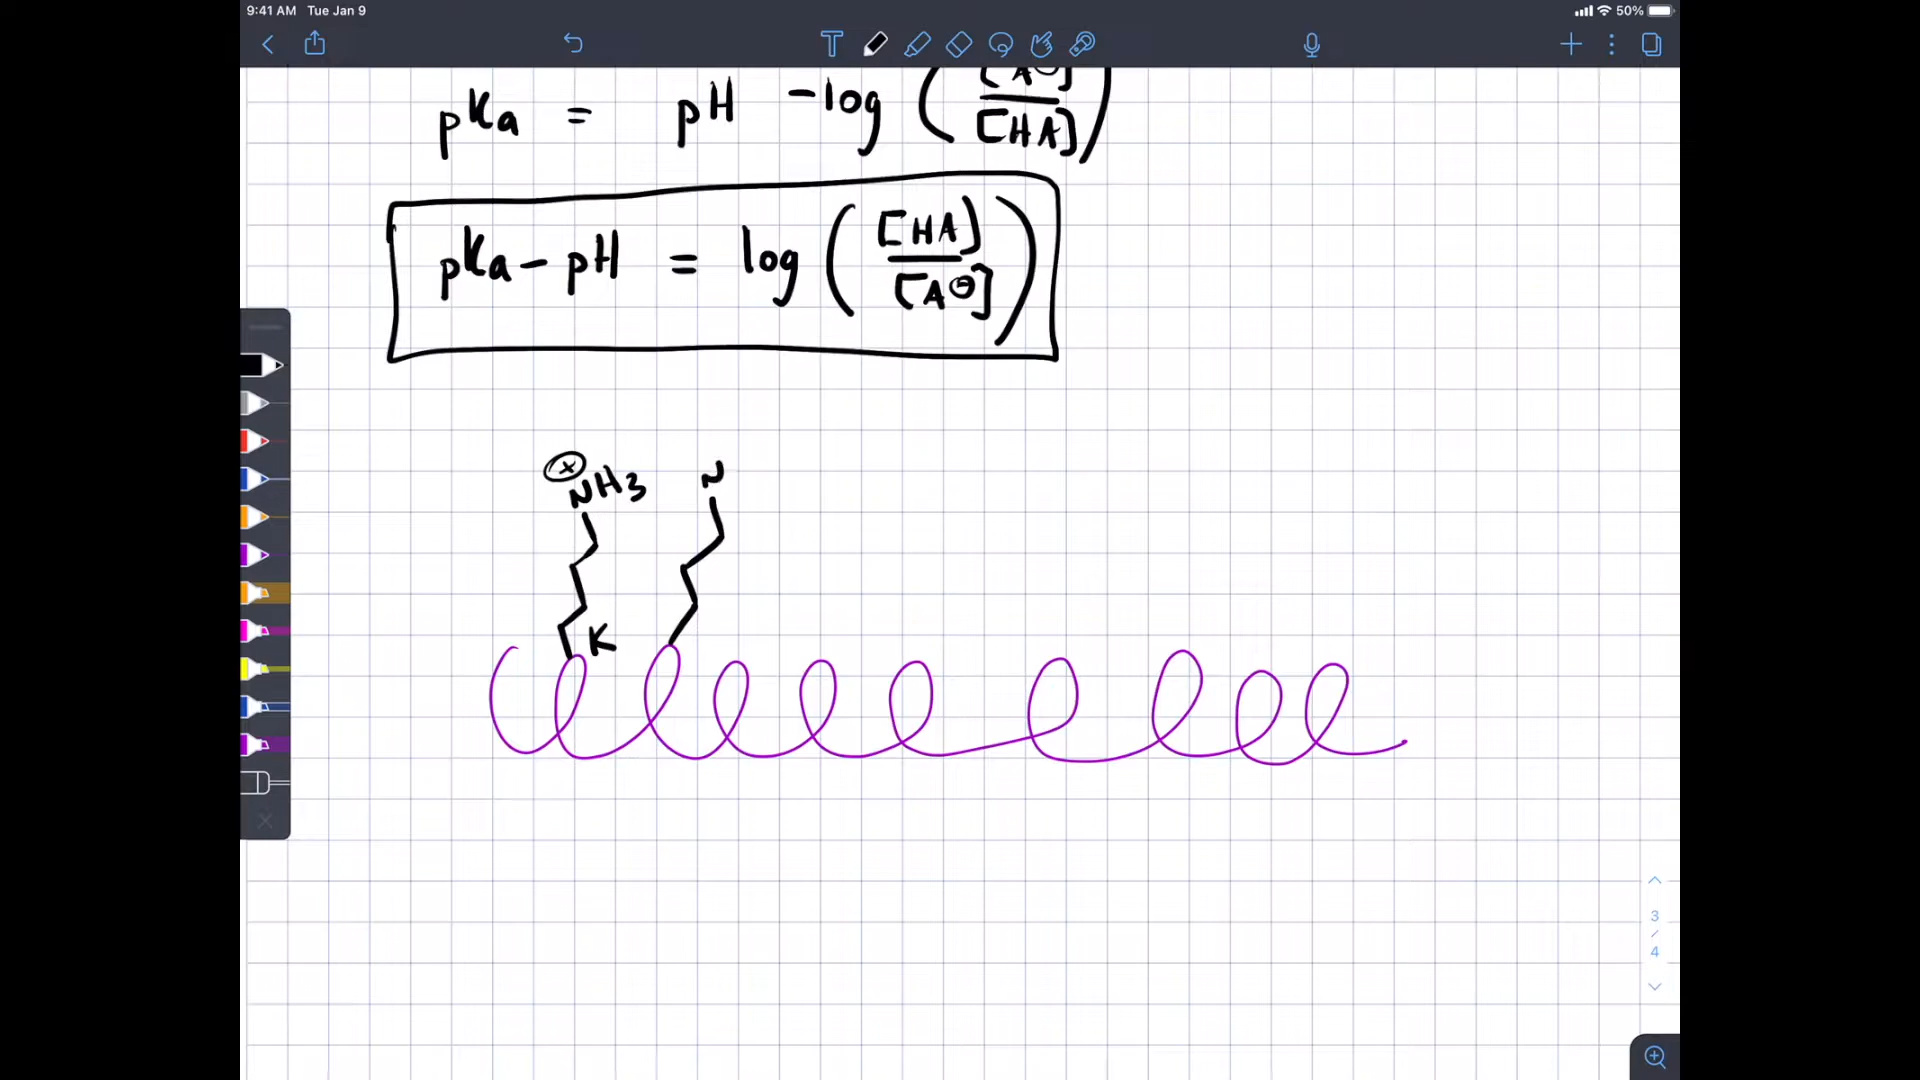 9:41 AM Tue Jan 9
50%
pKa = pH -log ([A⊖]/[HA])
pKa - pH = log ([HA]/[A⊖])
⊕
NH3 N
K
3
/
4